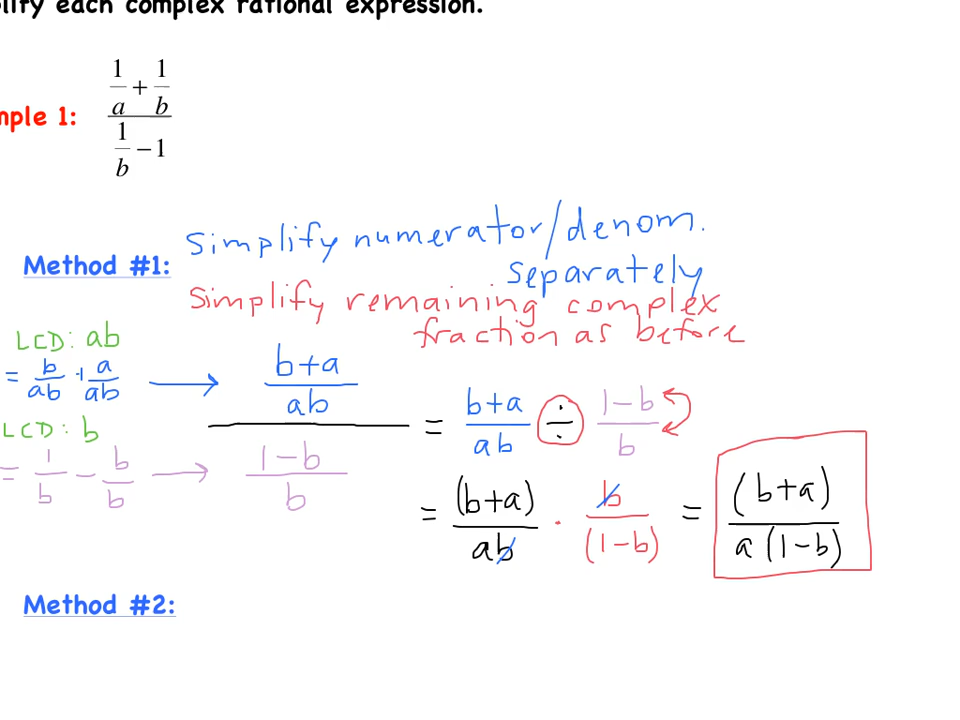 lify each complex rational expression.
mple 1: (1/a + 1/b)/(1/b − 1)
Method #1: Simplify numerator/denom.
separately
Simplify remaining complex
fraction as before
LCD: ab
= b/ab + a/ab → (b+a)/ab
LCD: b
= 1/b − b/b → (1−b)/b
= (b+a)/ab ÷ (1−b)/b
= (b+a)/ab · b/(1−b) = (b+a)/a(1−b)
Method #2: